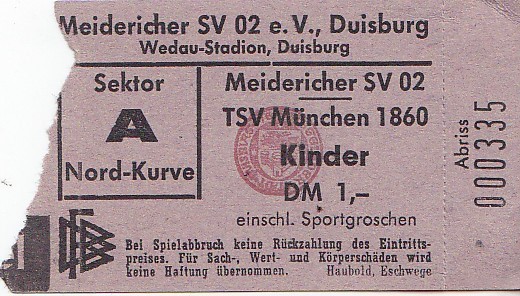 Meidericher SV 02 e. V., Duisburg
Wedau-Stadion, Duisburg
Sektor
A
Nord-Kurve
Meidericher SV 02
TSV München 1860
Kinder
DM 1,–
einschl. Sportgroschen
Abriss
000335
DFB
Bei Spielabbruch keine Rückzahlung des Eintritts-
preises. Für Sach-, Wert- und Körperschäden wird
keine Haftung übernommen. Haubold, Eschwege